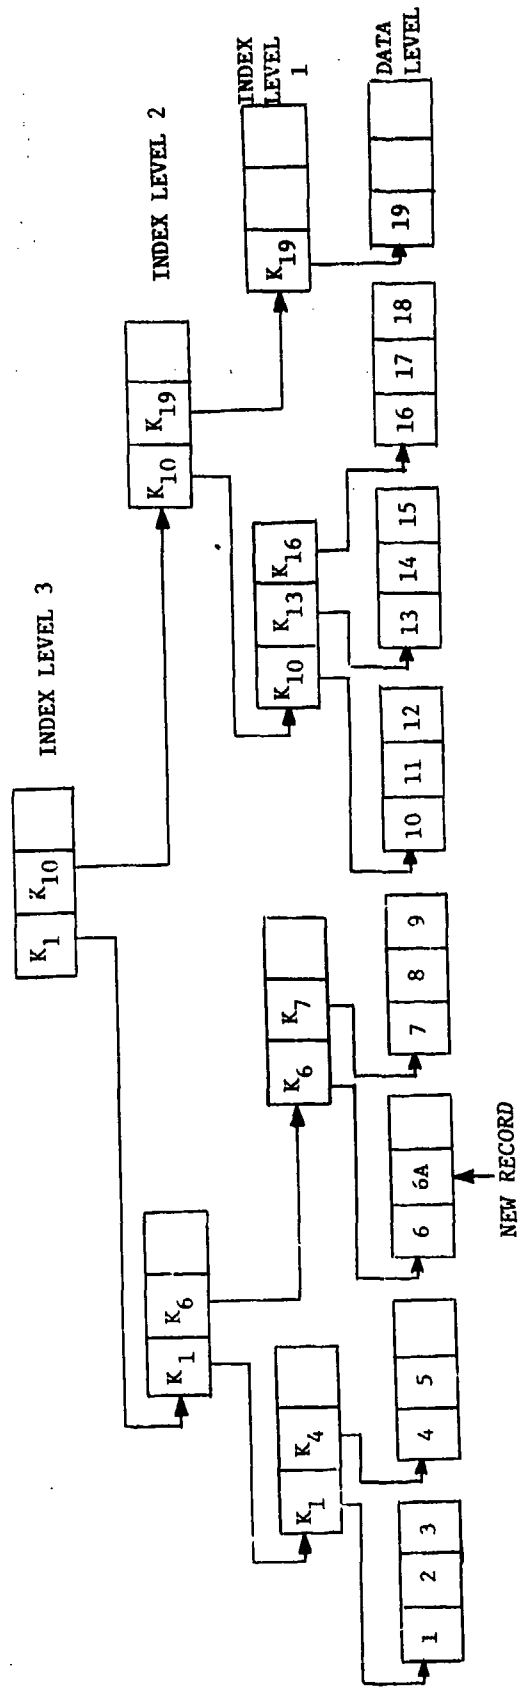 INDEX LEVEL 3
K1 K10
INDEX LEVEL 2
K1 K6
K10 K19
INDEX
LEVEL
1
K1 K4
K6 K7
K10 K13 K16
K19
DATA
LEVEL
1 2 3
4 5
6 6A
7 8 9
10 11 12
13 14 15
16 17 18
19
NEW RECORD